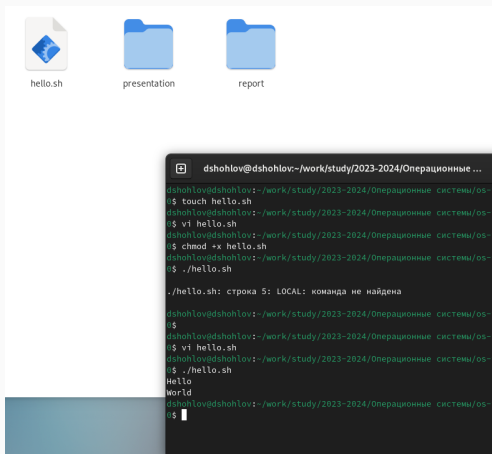 hello.sh
presentation
report
dshohlov@dshohlov:~/work/study/2023-2024/Операционные ...
dshohlov@dshohlov:~/work/study/2023-2024/Операционные системы/os-
0$ touch hello.sh
dshohlov@dshohlov:~/work/study/2023-2024/Операционные системы/os-
0$ vi hello.sh
dshohlov@dshohlov:~/work/study/2023-2024/Операционные системы/os-
0$ chmod +x hello.sh
dshohlov@dshohlov:~/work/study/2023-2024/Операционные системы/os-
0$ ./hello.sh
./hello.sh: строка 5: LOCAL: команда не найдена
dshohlov@dshohlov:~/work/study/2023-2024/Операционные системы/os-
0$
dshohlov@dshohlov:~/work/study/2023-2024/Операционные системы/os-
0$ vi hello.sh
dshohlov@dshohlov:~/work/study/2023-2024/Операционные системы/os-
0$ ./hello.sh
Hello
World
dshohlov@dshohlov:~/work/study/2023-2024/Операционные системы/os-
0$